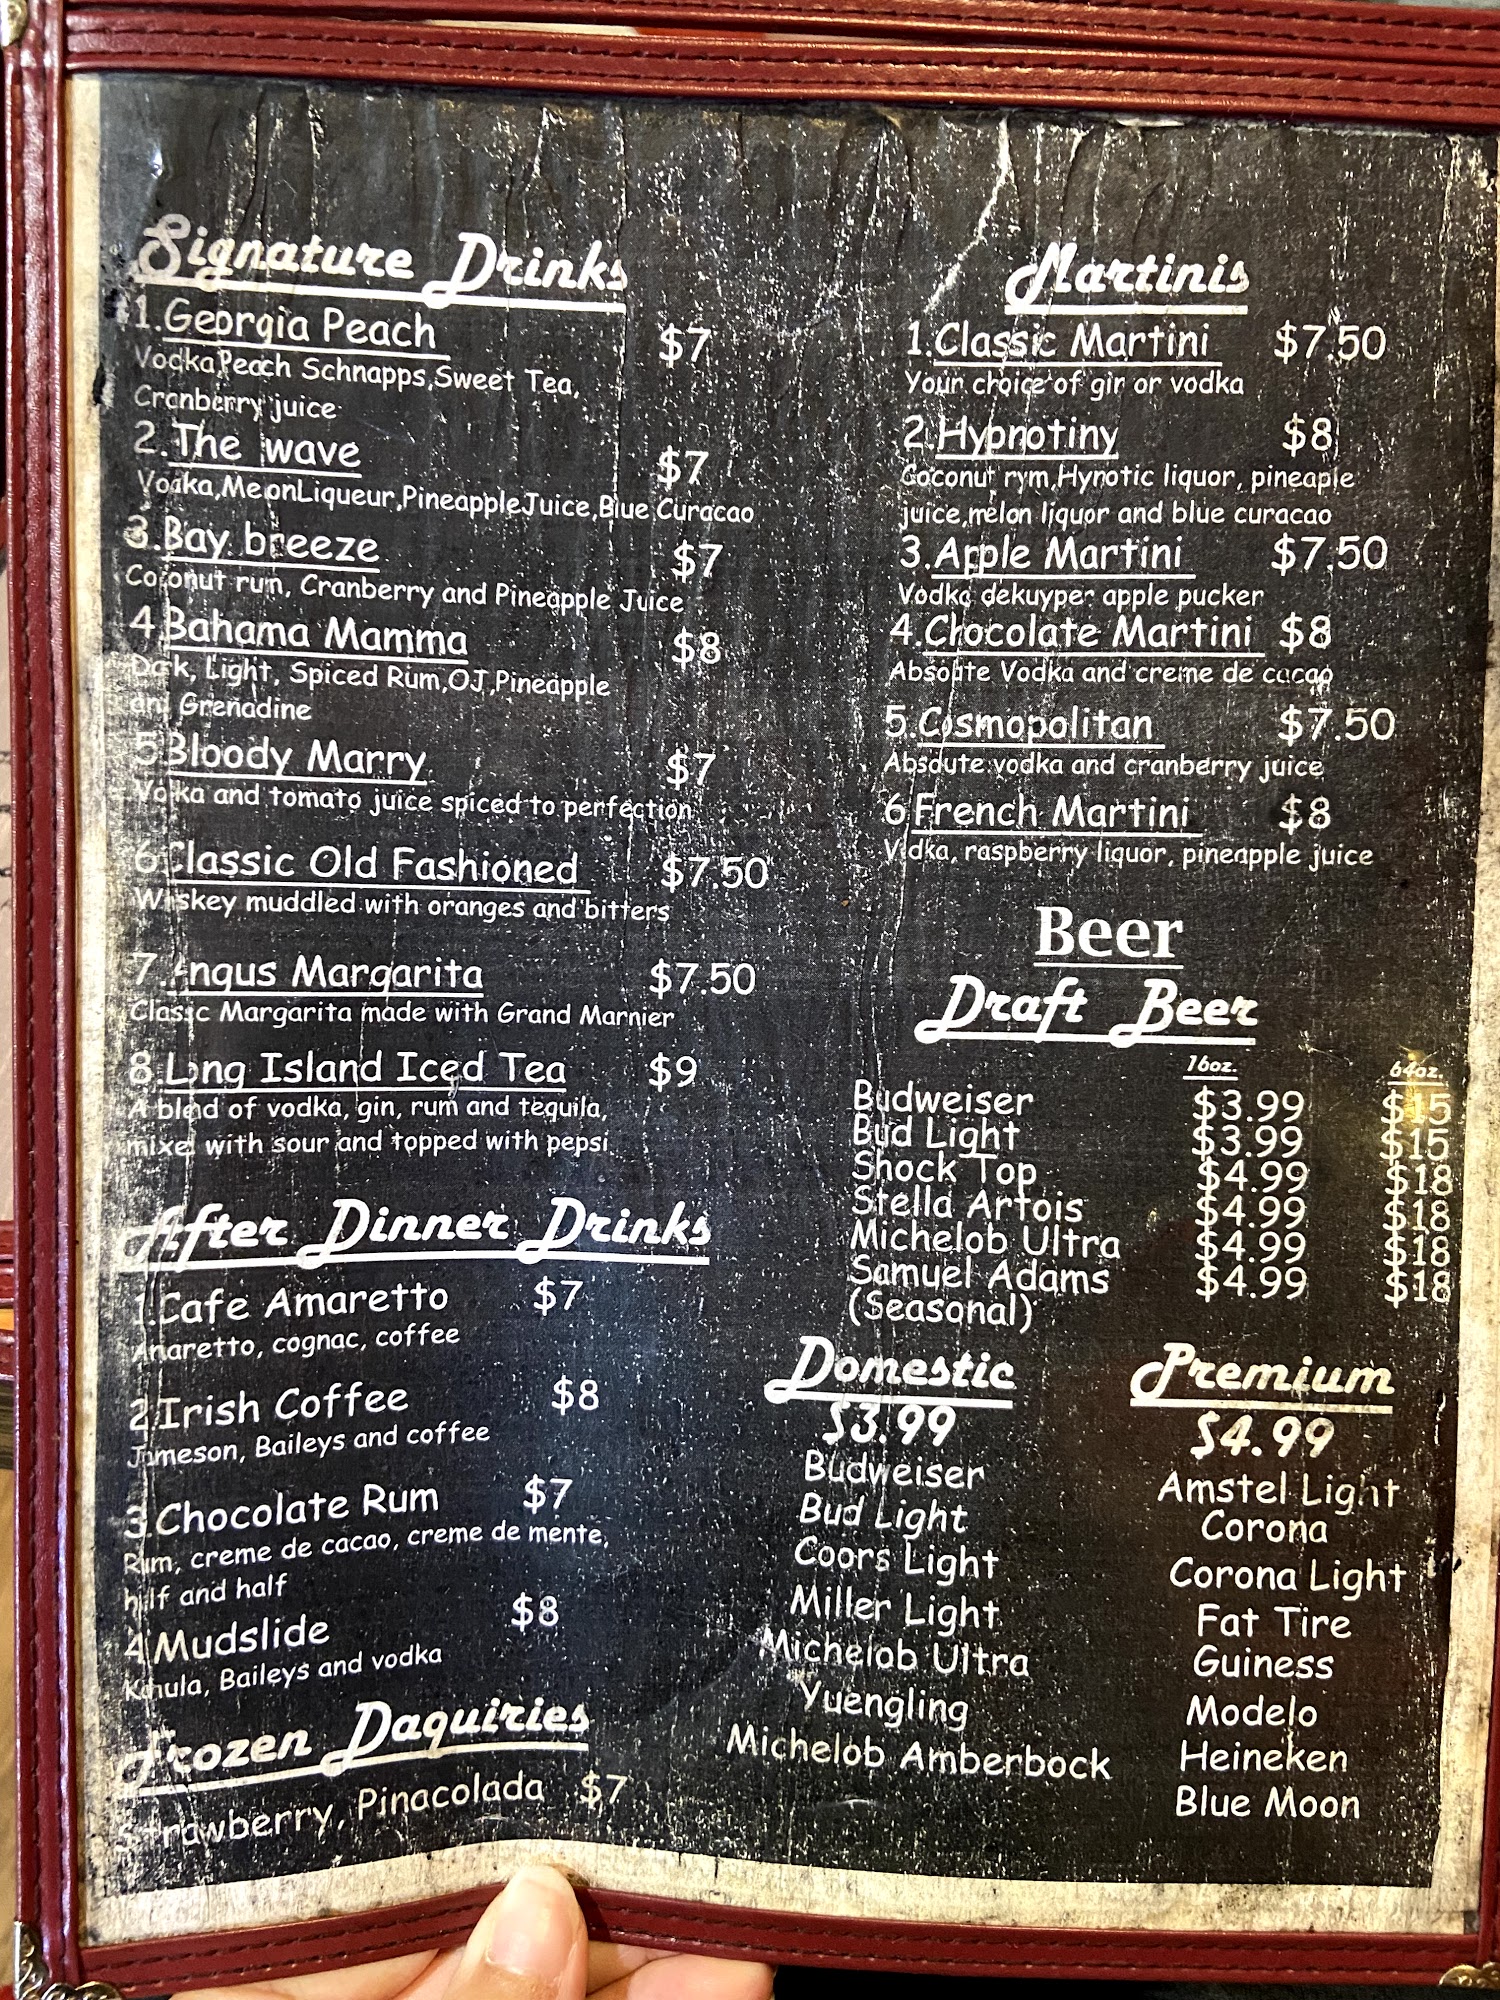 Signature Drinks
1.Georgia Peach $7
Vodka,Peach Schnapps,Sweet Tea,
Cranberry juice
2.The wave $7
Vodka,MelonLiqueur,PineappleJuice,Blue Curacao
3.Bay breeze $7
Coconut rum, Cranberry and Pineapple Juice
4.Bahama Mamma $8
Dark, Light, Spiced Rum,OJ,Pineapple
and Grenadine
5.Bloody Marry $7
Vodka and tomato juice spiced to perfection
6.Classic Old Fashioned $7.50
Whiskey muddled with oranges and bitters
7.Angus Margarita $7.50
Classic Margarita made with Grand Marnier
8.Long Island Iced Tea $9
A blend of vodka, gin, rum and tequila,
mixed with sour and topped with pepsi
After Dinner Drinks
1.Cafe Amaretto $7
Amaretto, cognac, coffee
2.Irish Coffee $8
Jameson, Baileys and coffee
3.Chocolate Rum $7
Rum, creme de cacao, creme de mente,
half and half
4.Mudslide $8
Kahula, Baileys and vodka
Frozen Daquiries
Strawberry, Pinacolada $7
Martinis
1.Classic Martini $7.50
Your choice of gin or vodka
2.Hypnotiny $8
Coconut rym,Hynotic liquor, pineaple
juice,melon liquor and blue curacao
3.Apple Martini $7.50
Vodka dekuyper apple pucker
4.Chocolate Martini $8
Absolute Vodka and creme de cacao
5.Cosmopolitan $7.50
Absolute vodka and cranberry juice
6.French Martini $8
Vodka, raspberry liquor, pineapple juice
Beer
Draft Beer
16oz. 64oz.
Budweiser $3.99 $15
Bud Light $3.99 $15
Shock Top $4.99 $18
Stella Artois $4.99 $18
Michelob Ultra $4.99 $18
Samuel Adams $4.99 $18
(Seasonal)
Domestic
$3.99
Budweiser
Bud Light
Coors Light
Miller Light
Michelob Ultra
Yuengling
Michelob Amberbock
Premium
$4.99
Amstel Light
Corona
Corona Light
Fat Tire
Guiness
Modelo
Heineken
Blue Moon